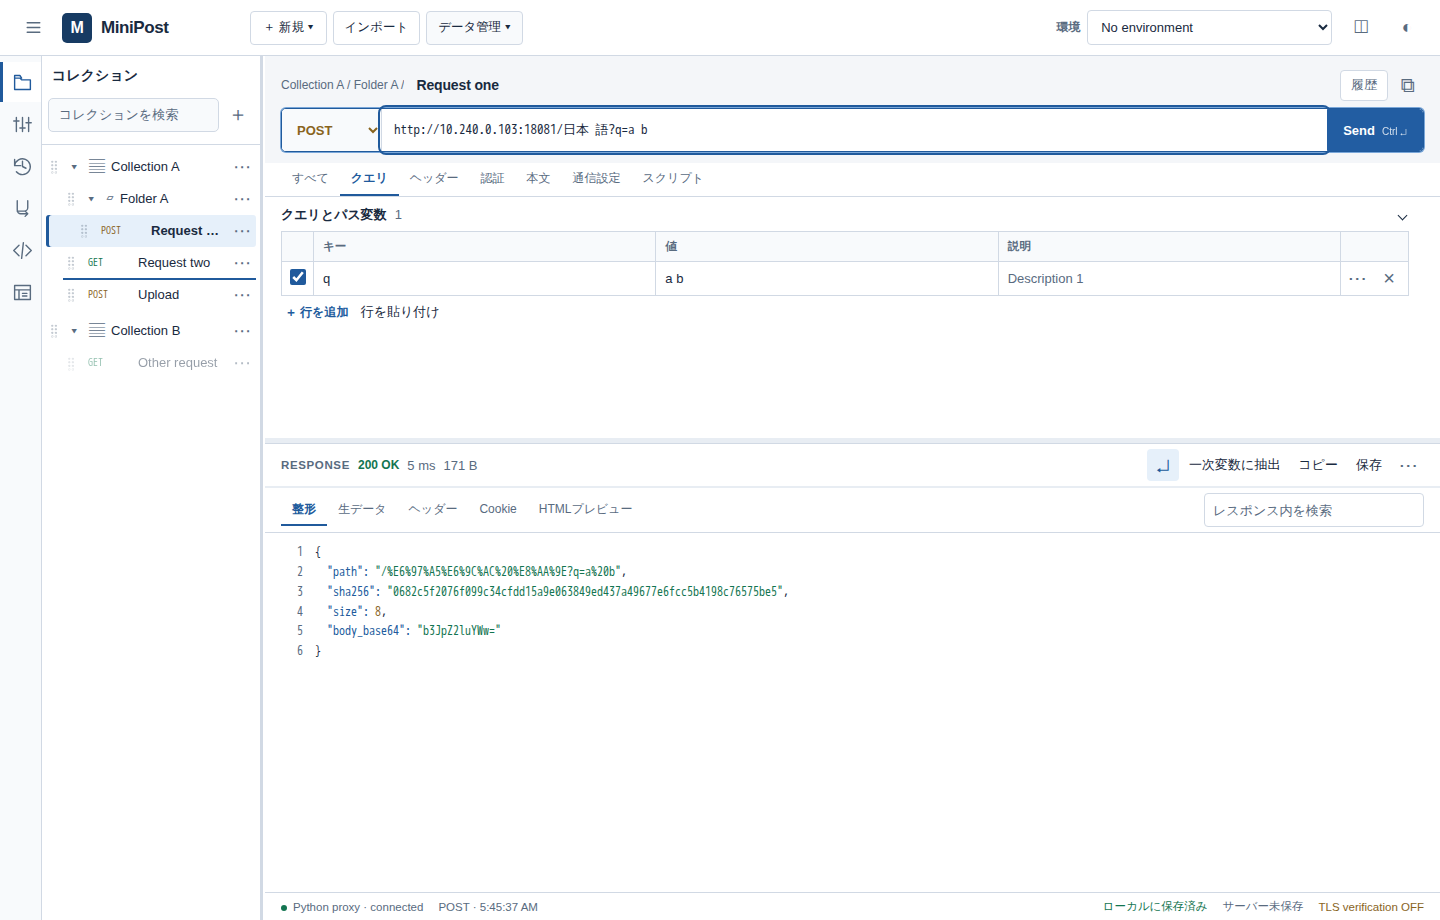 M MiniPost ＋ 新規 ▾ インポート データ管理 ▾ 環境 No environment
コレクション
コレクションを検索 ＋
Collection A ···
Folder A ···
POST Request … ···
GET Request two ···
POST Upload ···
Collection B ···
GET Other request ···
Collection A / Folder A / Request one 履歴
POST http://10.240.0.103:18081/日本 語?q=a b Send Ctrl ↵
すべて クエリ ヘッダー 認証 本文 通信設定 スクリプト
クエリとパス変数 1
キー 値 説明
q a b Description 1 ··· ✕
+ 行を追加 行を貼り付け
RESPONSE 200 OK 5 ms 171 B 一次変数に抽出 コピー 保存 ···
整形 生データ ヘッダー Cookie HTMLプレビュー レスポンス内を検索
1 {
2 "path": "/%E6%97%A5%E6%9C%AC%20%E8%AA%9E?q=a%20b",
3 "sha256": "0682c5f2076f099c34cfdd15a9e063849ed437a49677e6fcc5b4198c76575be5",
4 "size": 8,
5 "body_base64": "b3JpZ2luYWw="
6 }
Python proxy · connected POST · 5:45:37 AM ローカルに保存済み サーバー未保存 TLS verification OFF